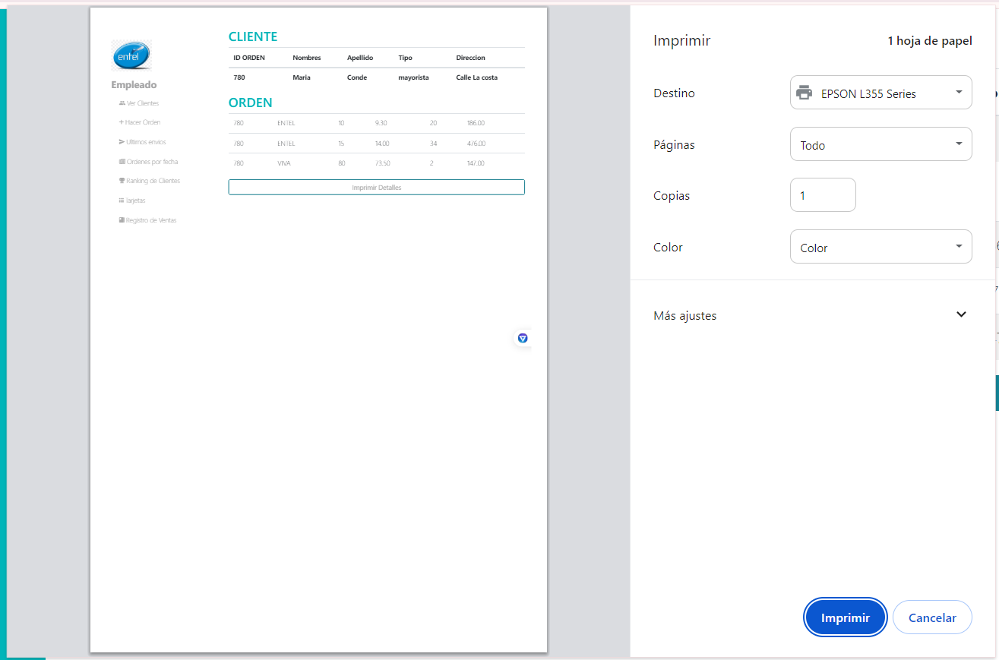 entel
Empleado
Ver Clientes
+ Hacer Orden
Ultimos envios
Ordenes por fecha
Ranking de Clientes
Tarjetas
Registro de Ventas
CLIENTE
ID ORDEN Nombres Apellido Tipo Direccion
780 Maria Conde mayorista Calle La costa
ORDEN
780 ENTEL 10 9.30 20 186.00
780 ENTEL 15 14.00 34 476.00
780 VIVA 80 73.50 2 147.00
Imprimir Detalles
Imprimir 1 hoja de papel
Destino EPSON L355 Series
Páginas Todo
Copias 1
Color Color
Más ajustes
Imprimir Cancelar